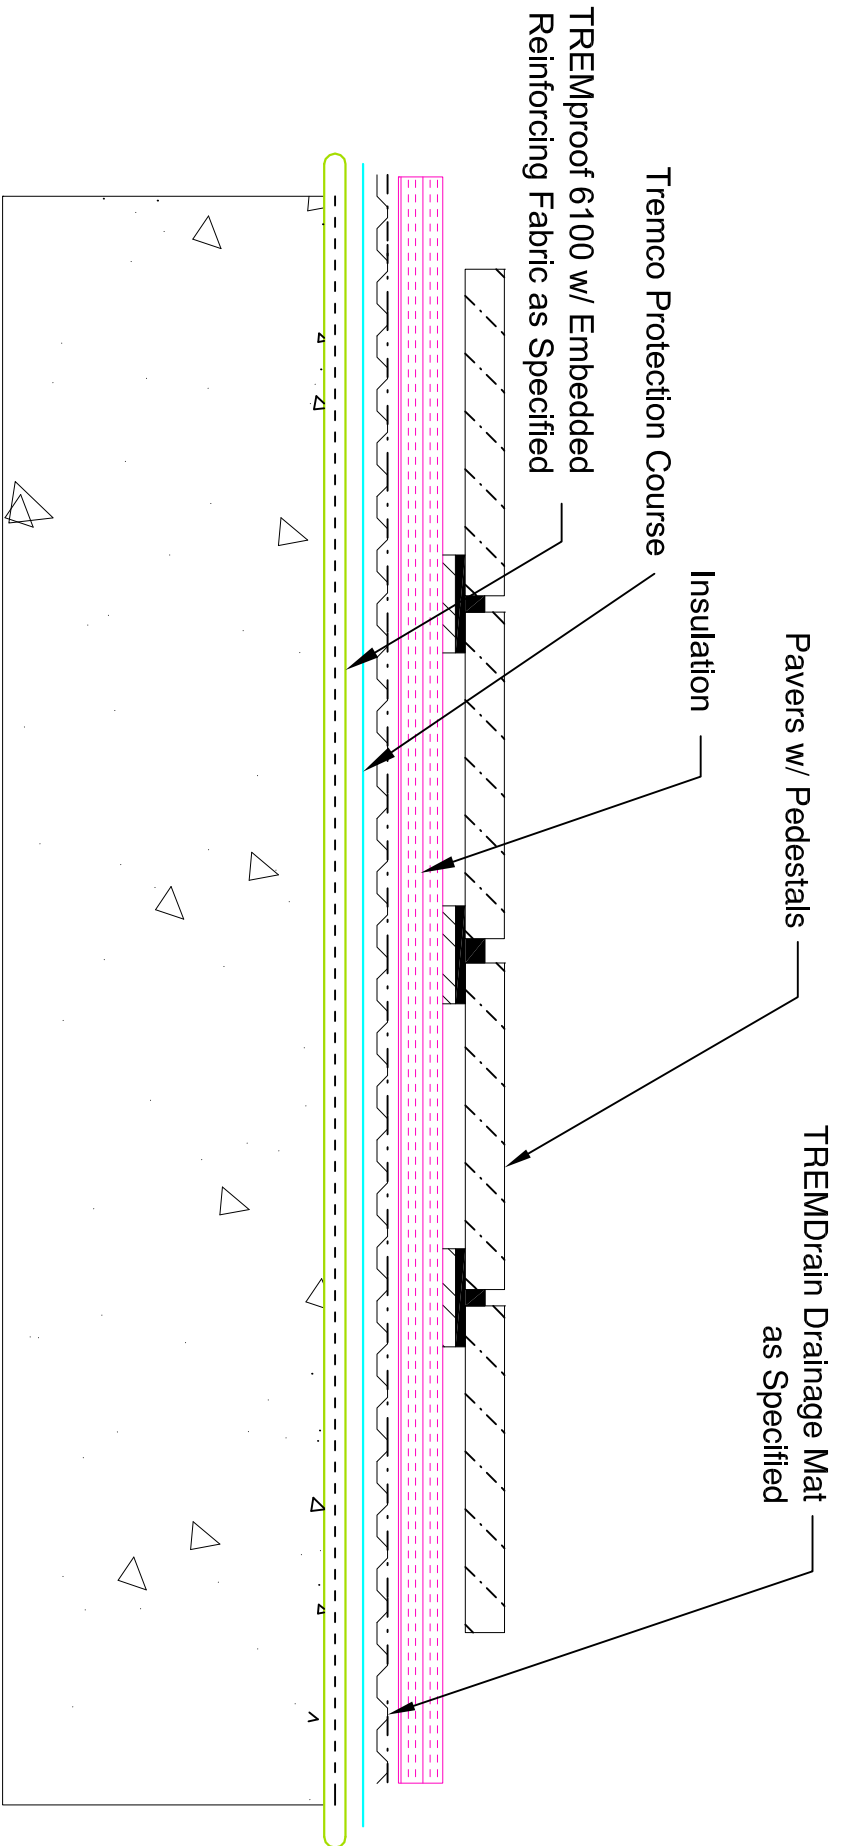 TREMproof 6100 w/ Embedded
Reinforcing Fabric as Specified
Tremco Protection Course
Insulation
Pavers w/ Pedestals
TREMDrain Drainage Mat
as Specified